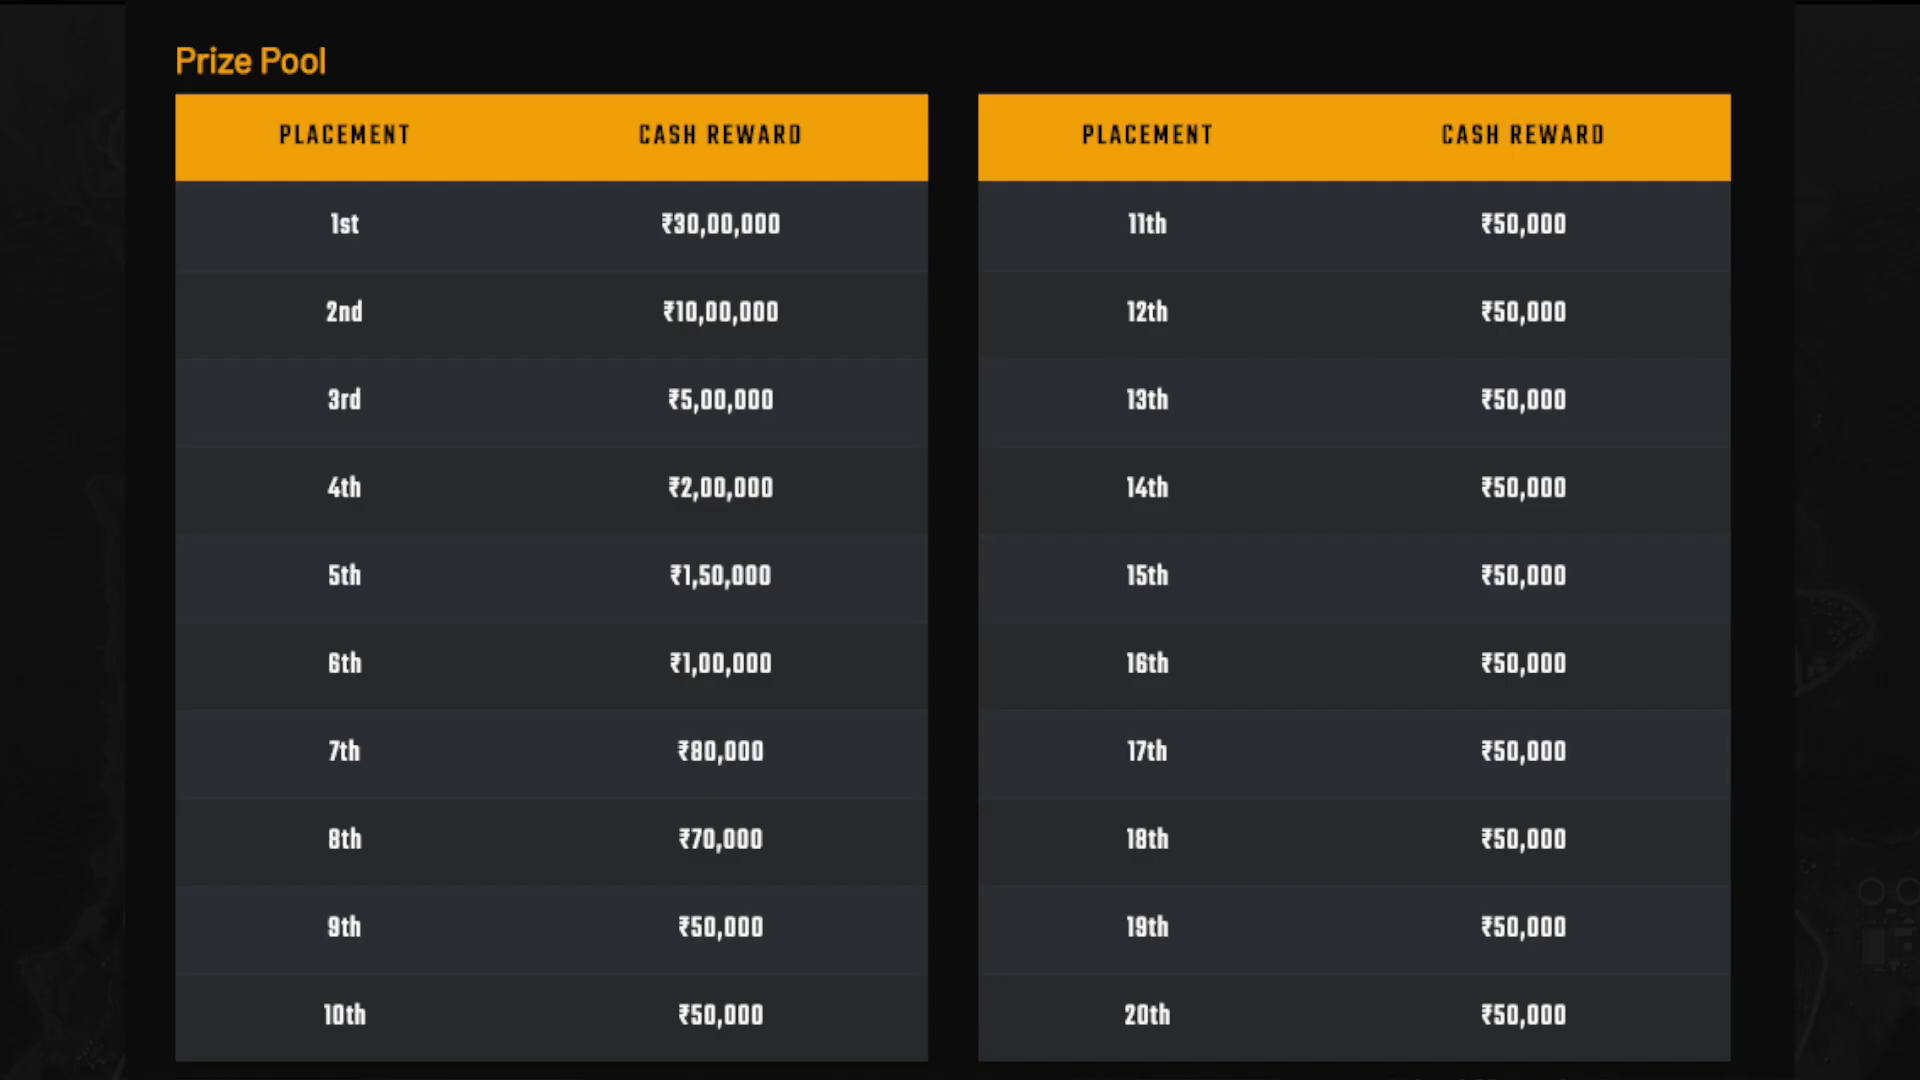 Prize Pool
PLACEMENT CASH REWARD
1st ₹30,00,000
2nd ₹10,00,000
3rd ₹5,00,000
4th ₹2,00,000
5th ₹1,50,000
6th ₹1,00,000
7th ₹80,000
8th ₹70,000
9th ₹50,000
10th ₹50,000
PLACEMENT CASH REWARD
11th ₹50,000
12th ₹50,000
13th ₹50,000
14th ₹50,000
15th ₹50,000
16th ₹50,000
17th ₹50,000
18th ₹50,000
19th ₹50,000
20th ₹50,000